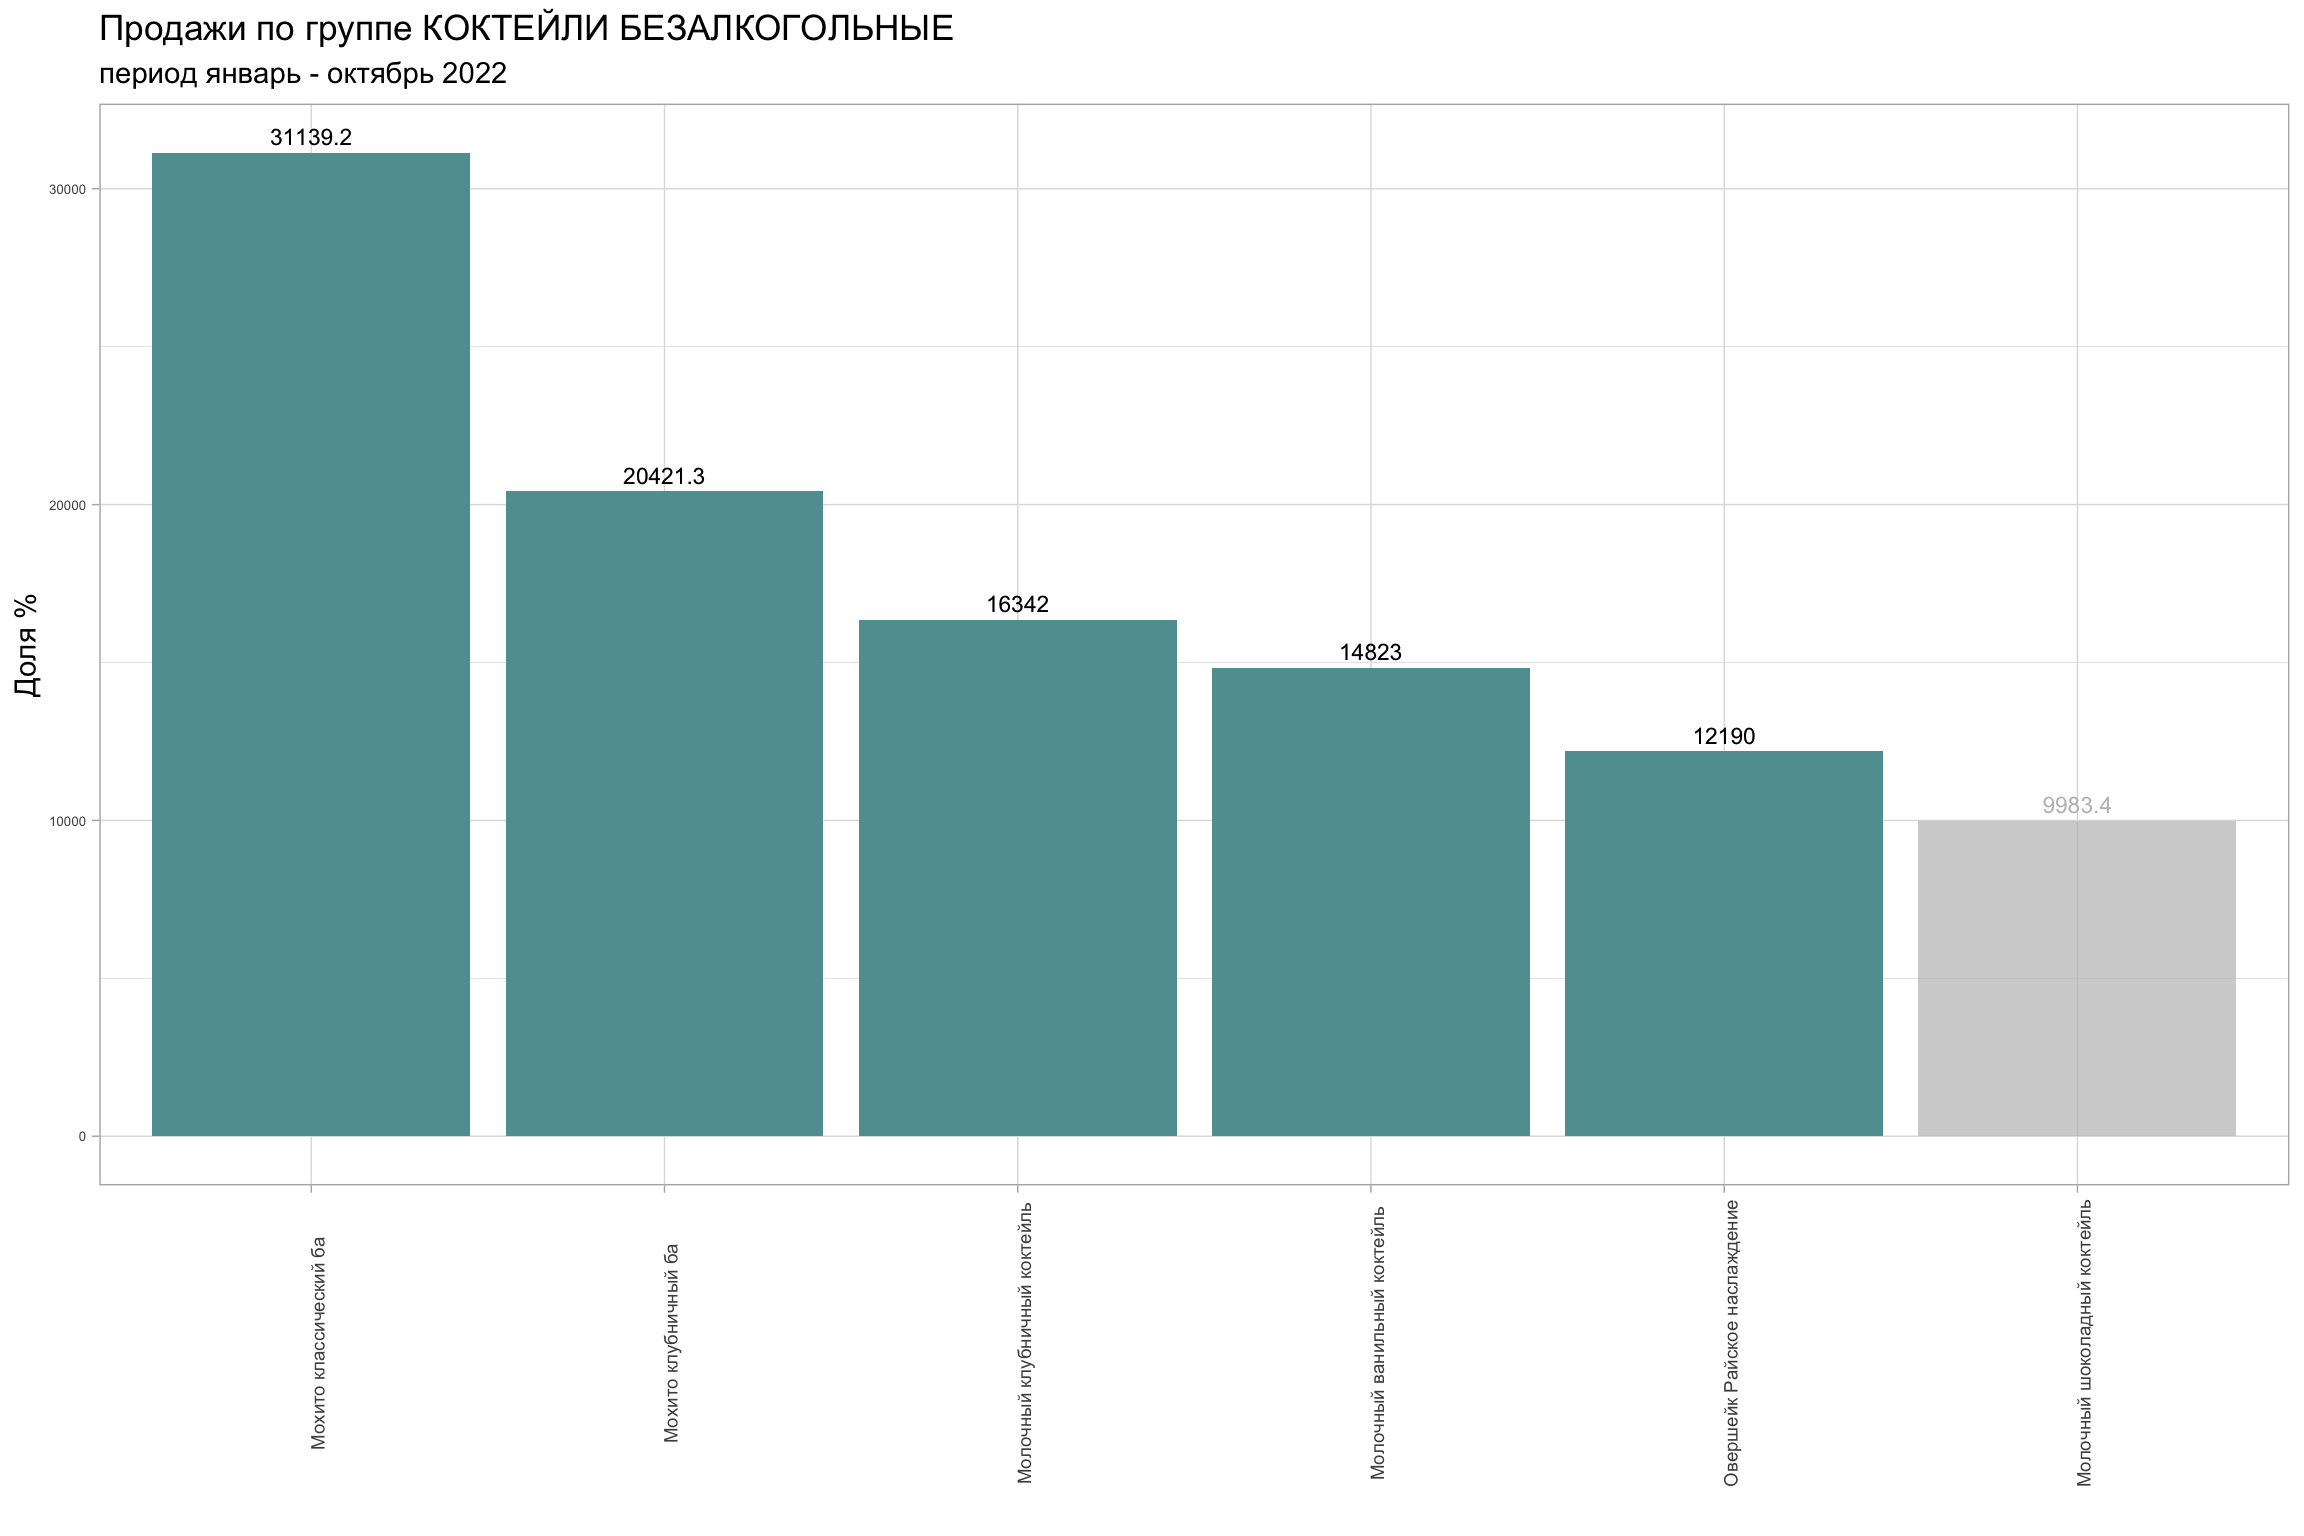 Продажи по группе КОКТЕЙЛИ БЕЗАЛКОГОЛЬНЫЕ
период январь - октябрь 2022
Доля %
30000
20000
10000
0
31139.2
20421.3
16342
14823
12190
9983.4
Мохито классический ба
Мохито клубничный ба
Молочный клубничный коктейль
Молочный ванильный коктейль
Овершейк Райское наслаждение
Молочный шоколадный коктейль